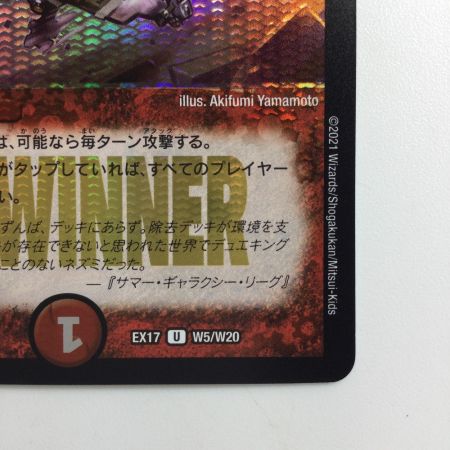 illus. Akifumi Yamamoto
は、可能なら毎ターン攻撃する。
がタップしていれば、すべてのプレイヤー
い。
WINNER
ずんば、デッキにあらず。除去デッキが環境を支
が存在できないと思われた世界でデュエキング
ことのないネズミだった。
―『サマー・ギャラクシー・リーグ』
1
EX17 U W5/W20
©2021 Wizards/Shogakukan/Mitsui-Kids